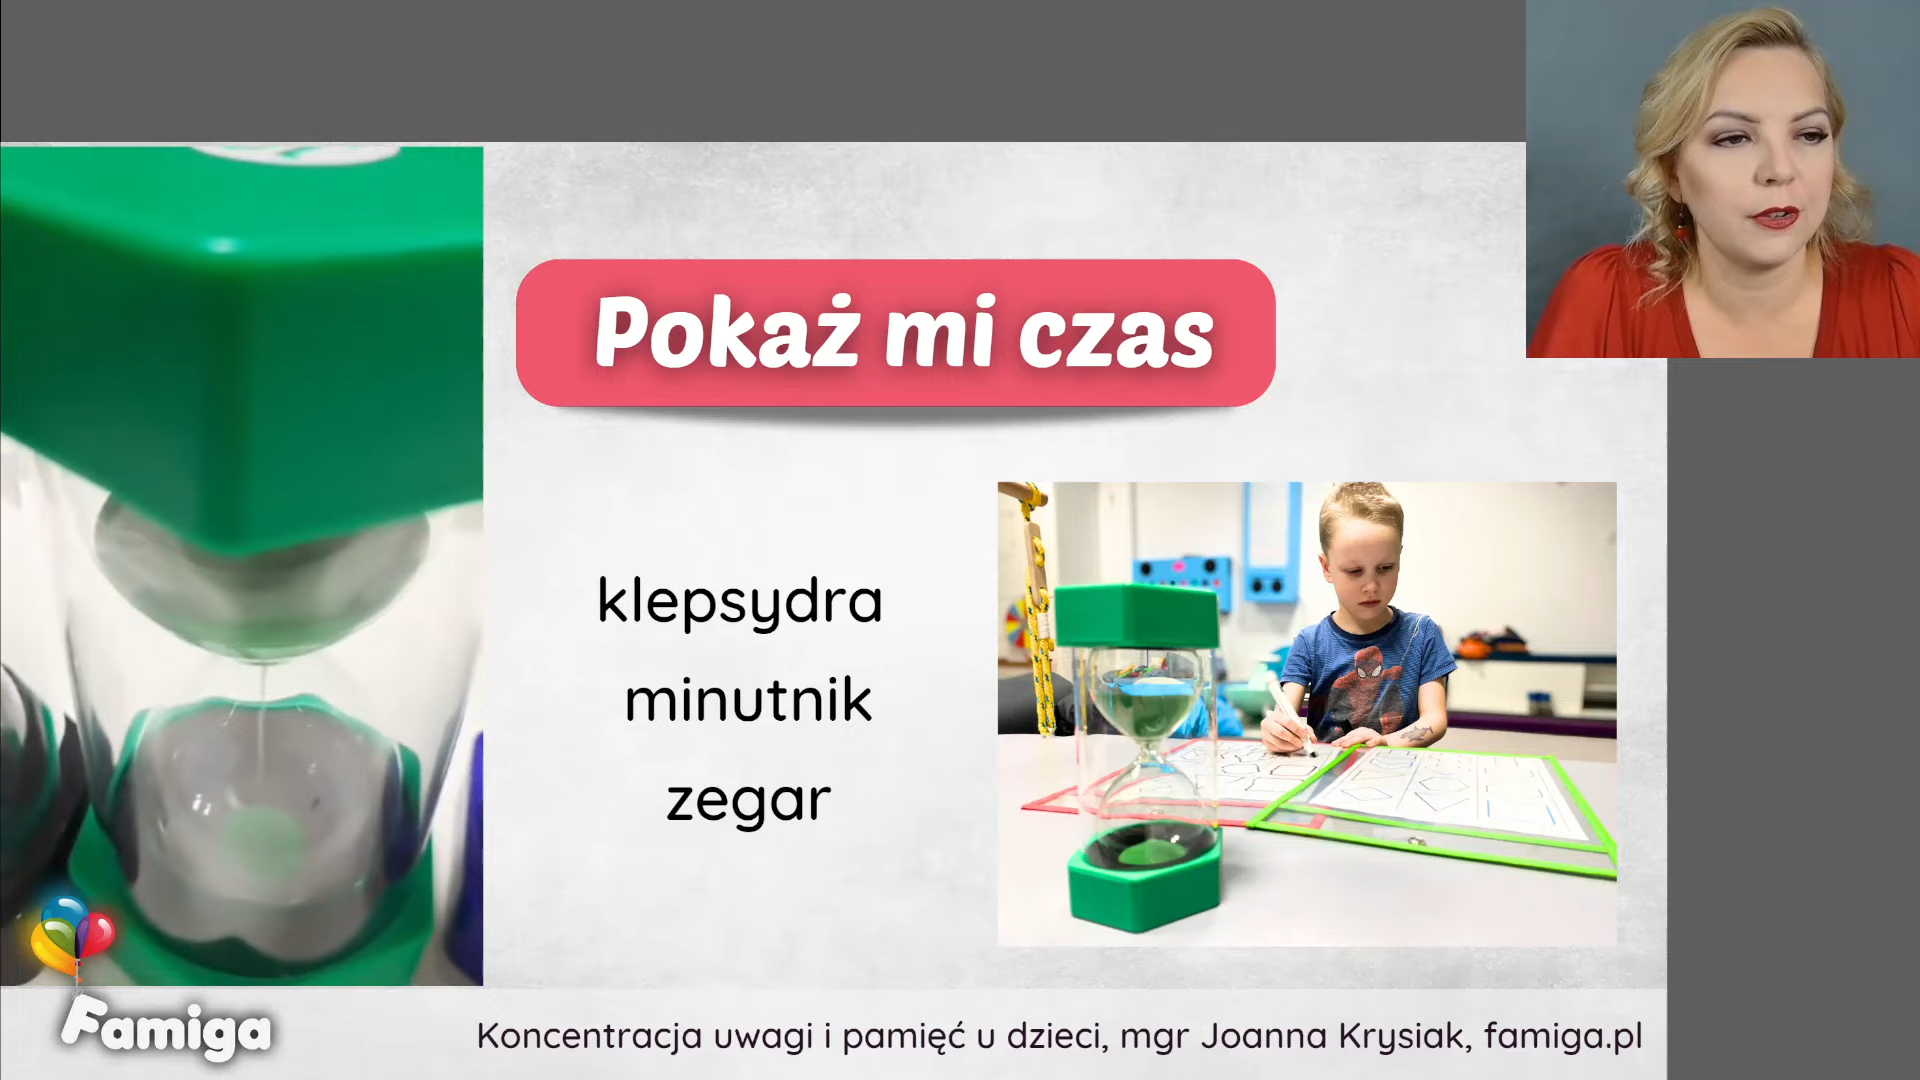 Pokaż mi czas
klepsydra
minutnik
zegar
Famiga
Koncentracja uwagi i pamięć u dzieci, mgr Joanna Krysiak, famiga.pl